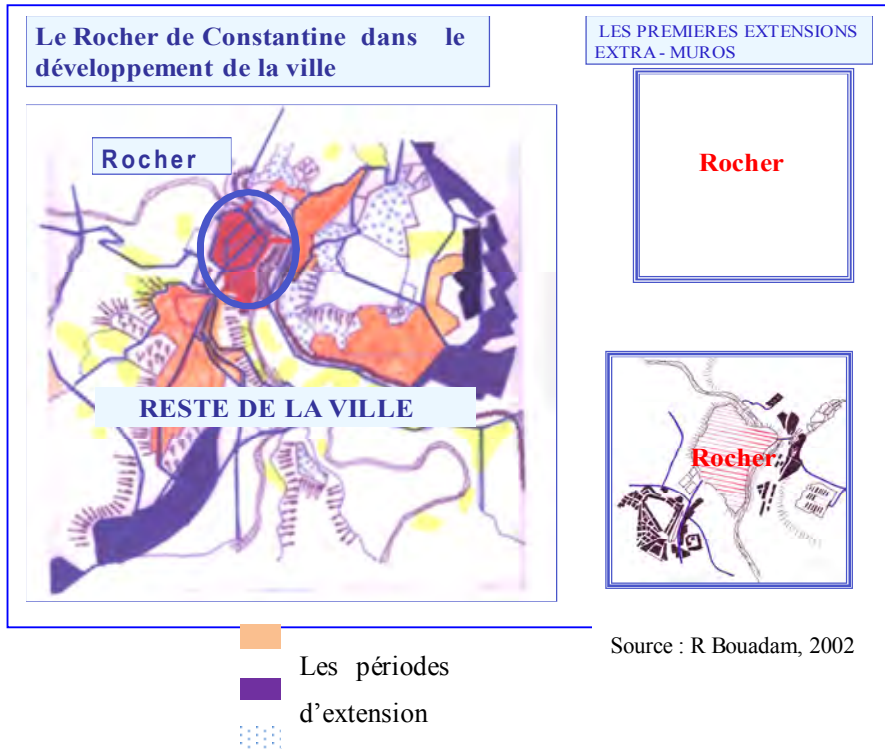 Le Rocher de Constantine dans le
développement de la ville
LES PREMIERES EXTENSIONS
EXTRA - MUROS
Rocher
RESTE DE LA VILLE
Rocher
Rocher
Source : R Bouadam, 2002
Les périodes
d’extension